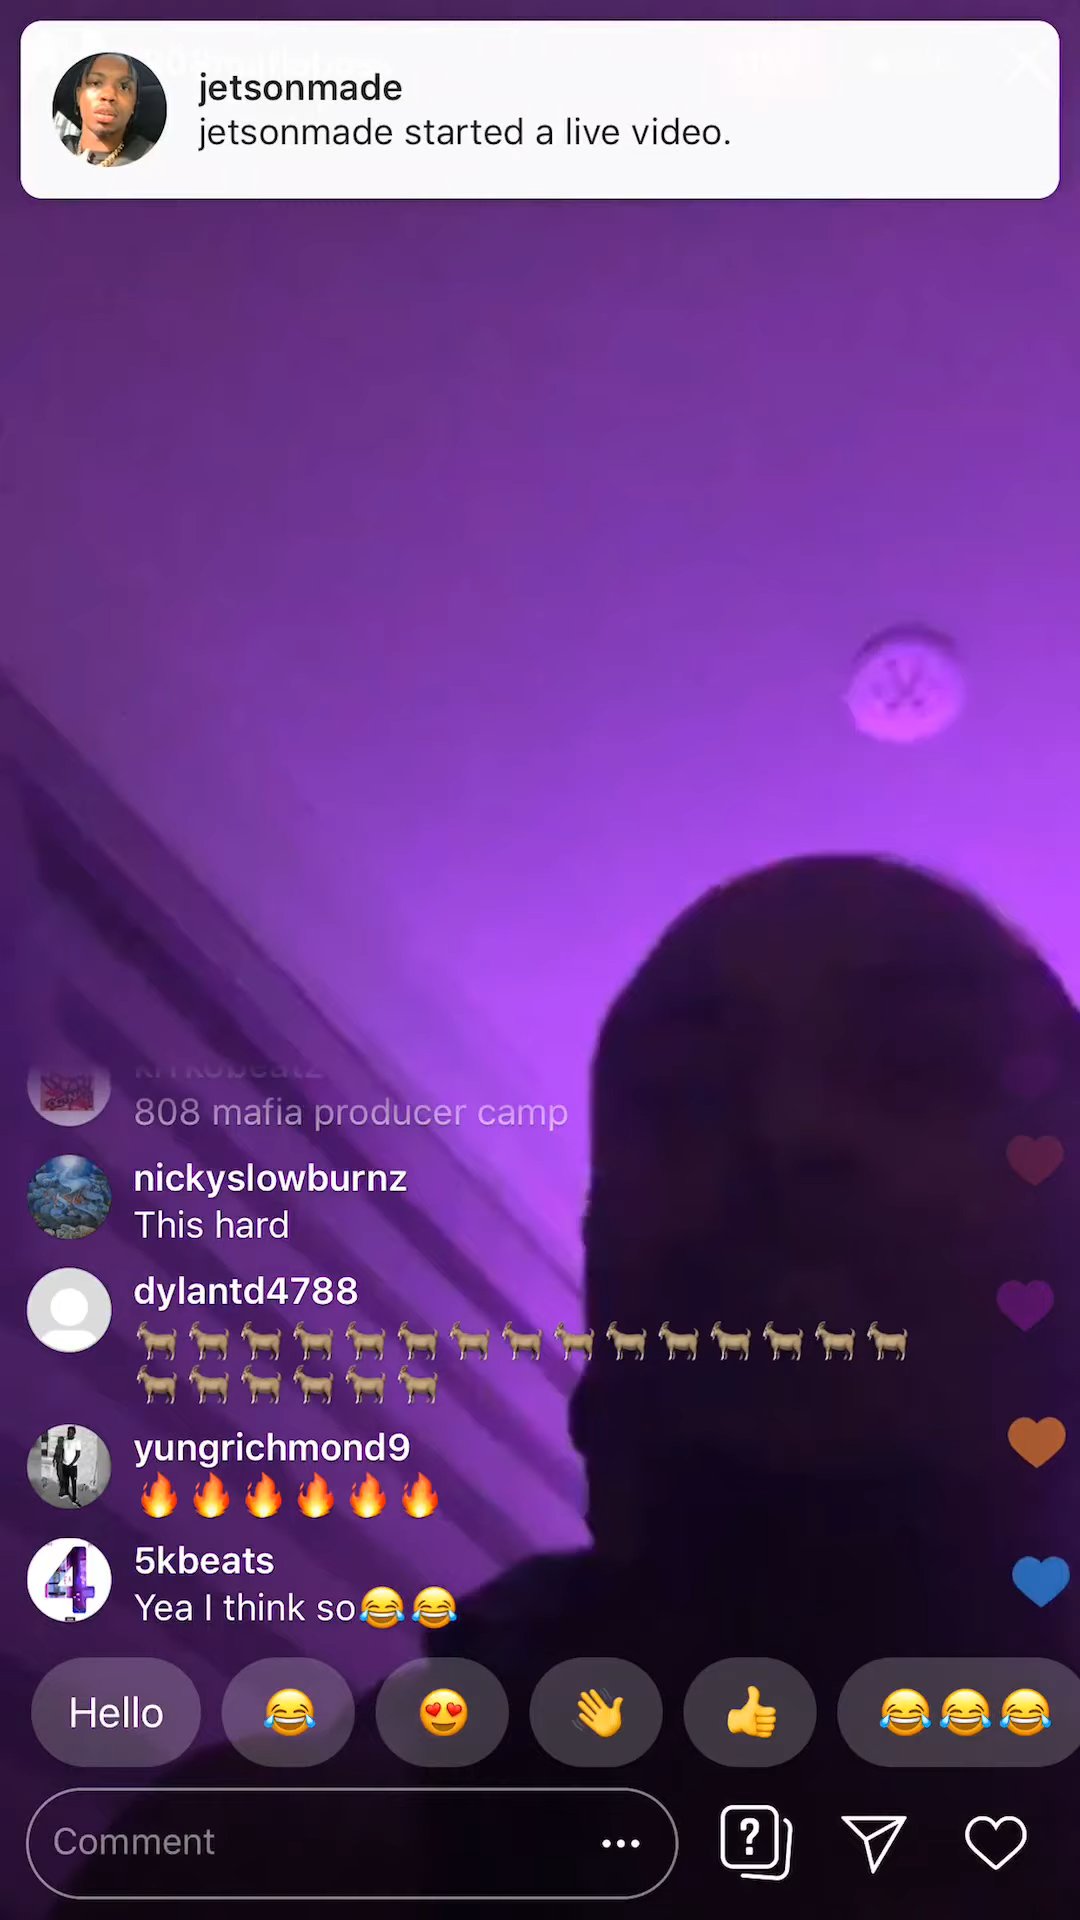 jetsonmade
jetsonmade started a live video.
808 mafia producer camp
nickyslowburnz
This hard
dylantd4788
🐐🐐🐐🐐🐐🐐🐐🐐🐐🐐🐐🐐🐐🐐🐐
🐐🐐🐐🐐🐐🐐
yungrichmond9
🔥🔥🔥🔥🔥🔥
4
5kbeats
Yea I think so😂😂
Hello 😂 😍 👋 👍 😂😂😂
Comment